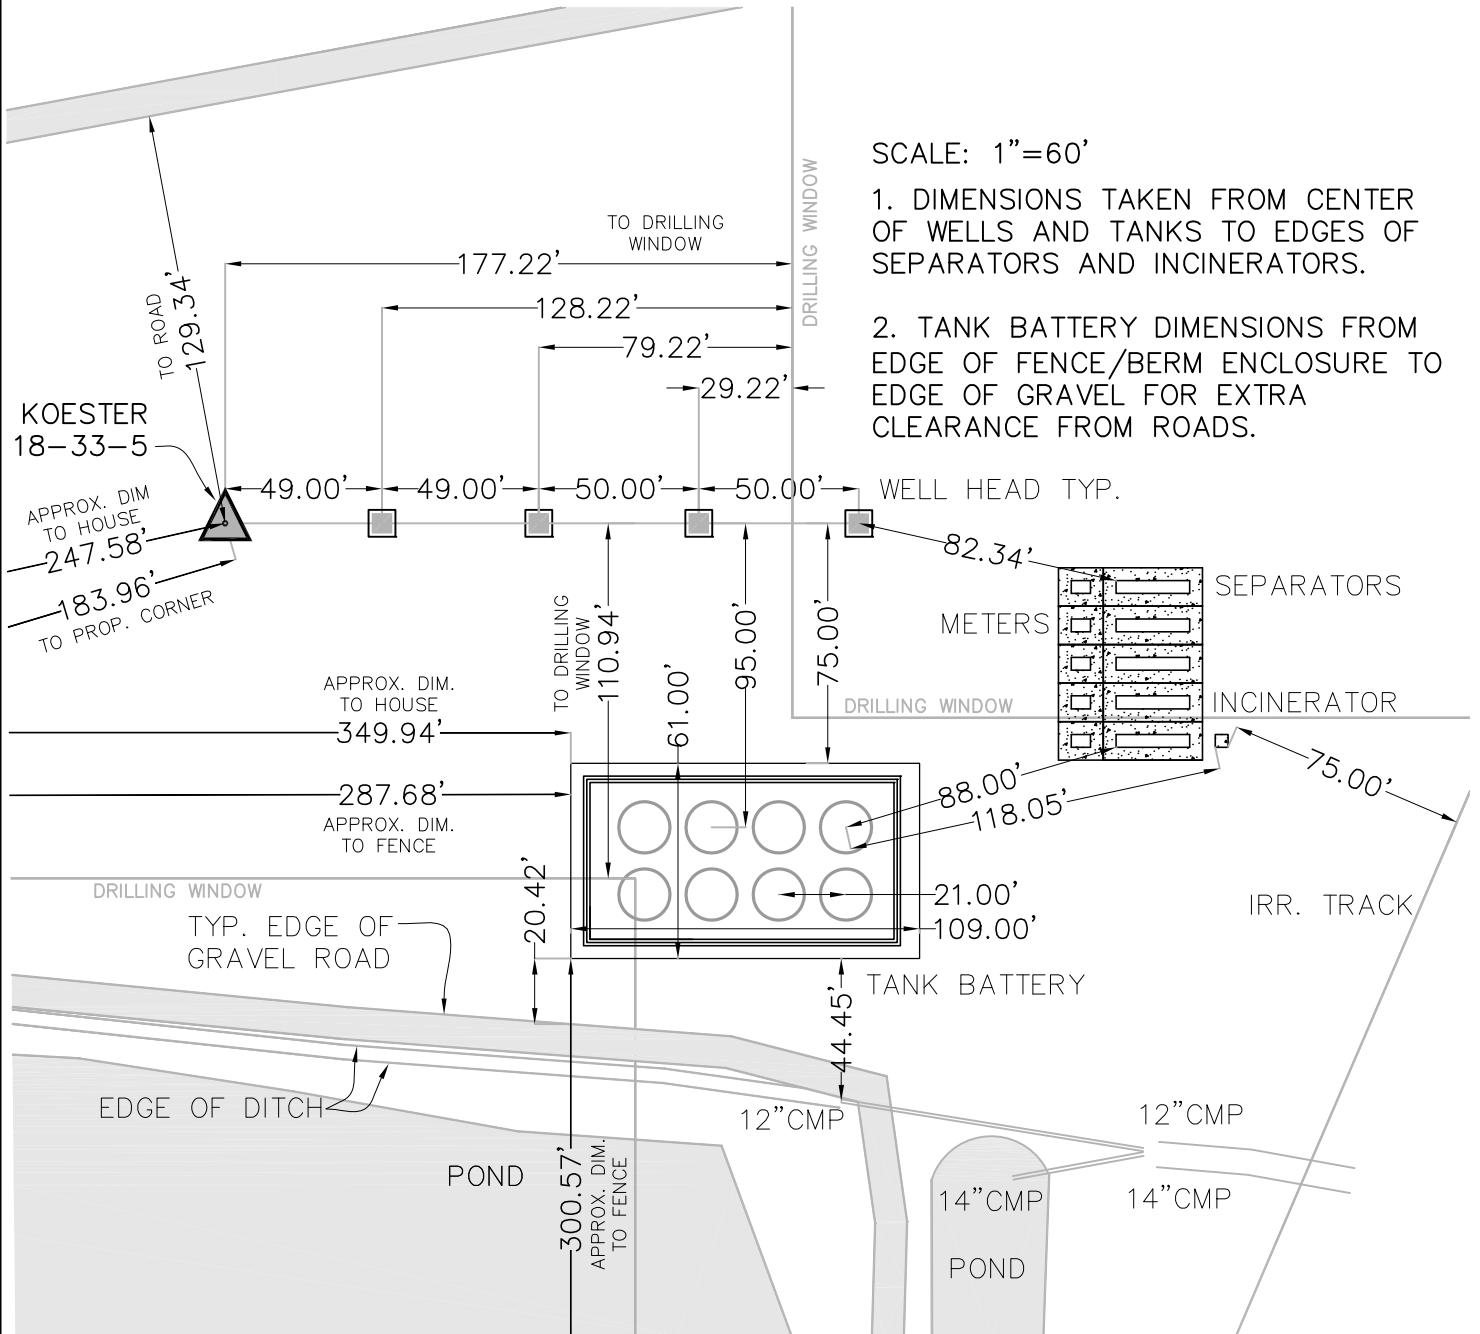 SCALE: 1"=60'
1. DIMENSIONS TAKEN FROM CENTER
OF WELLS AND TANKS TO EDGES OF
SEPARATORS AND INCINERATORS.
2. TANK BATTERY DIMENSIONS FROM
EDGE OF FENCE/BERM ENCLOSURE TO
EDGE OF GRAVEL FOR EXTRA
CLEARANCE FROM ROADS.
DRILLING WINDOW
TO DRILLING
WINDOW
177.22'
128.22'
79.22'
29.22'
TO ROAD
129.34'
KOESTER
18-33-5
49.00'
49.00'
50.00'
50.00'
WELL HEAD TYP.
APPROX. DIM
TO HOUSE
247.58'
183.96'
TO PROP. CORNER
82.34'
SEPARATORS
METERS
INCINERATOR
TO DRILLING
WINDOW
110.94'
61.00'
95.00'
75.00'
DRILLING WINDOW
APPROX. DIM.
TO HOUSE
349.94'
287.68'
APPROX. DIM.
TO FENCE
88.00'
118.05'
75.00'
DRILLING WINDOW
20.42'
21.00'
109.00'
IRR. TRACK
TYP. EDGE OF
GRAVEL ROAD
TANK BATTERY
44.45'
EDGE OF DITCH
12"CMP
12"CMP
POND
300.57'
APPROX. DIM.
TO FENCE
14"CMP
14"CMP
POND